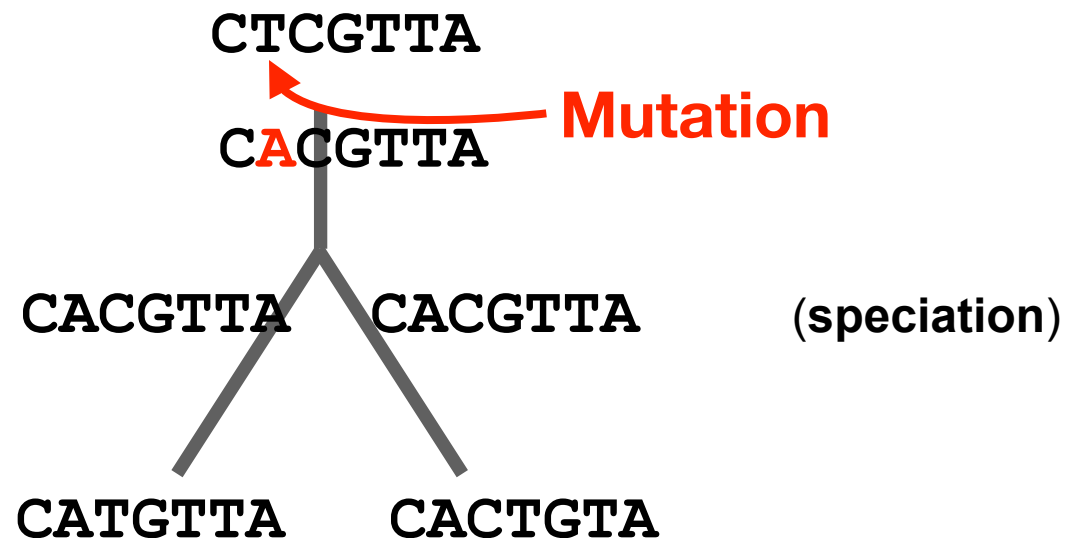 CTCGTTA
Mutation
CACGTTA
CACGTTA CACGTTA (speciation)
CATGTTA CACTGTA